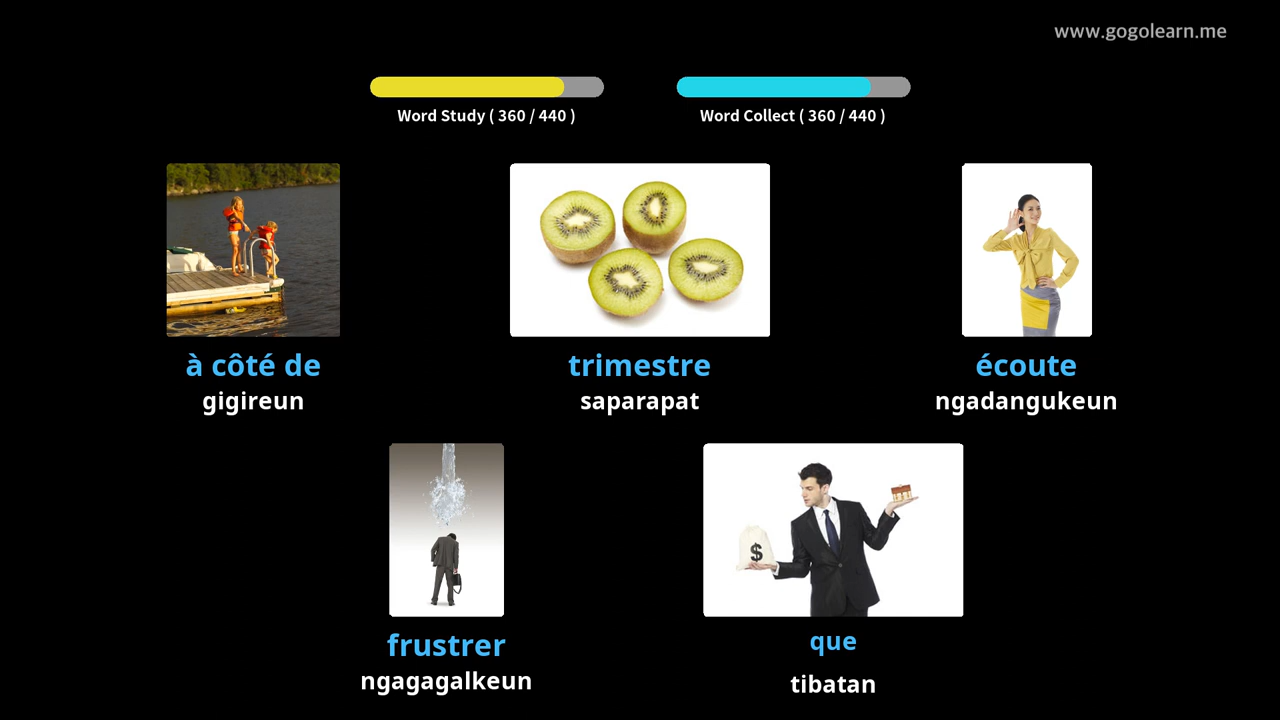 www.gogolearn.me
Word Study ( 360 / 440 )
Word Collect ( 360 / 440 )
à côté de
gigireun
trimestre
saparapat
écoute
ngadangukeun
$
frustrer
ngagagalkeun
que
tibatan